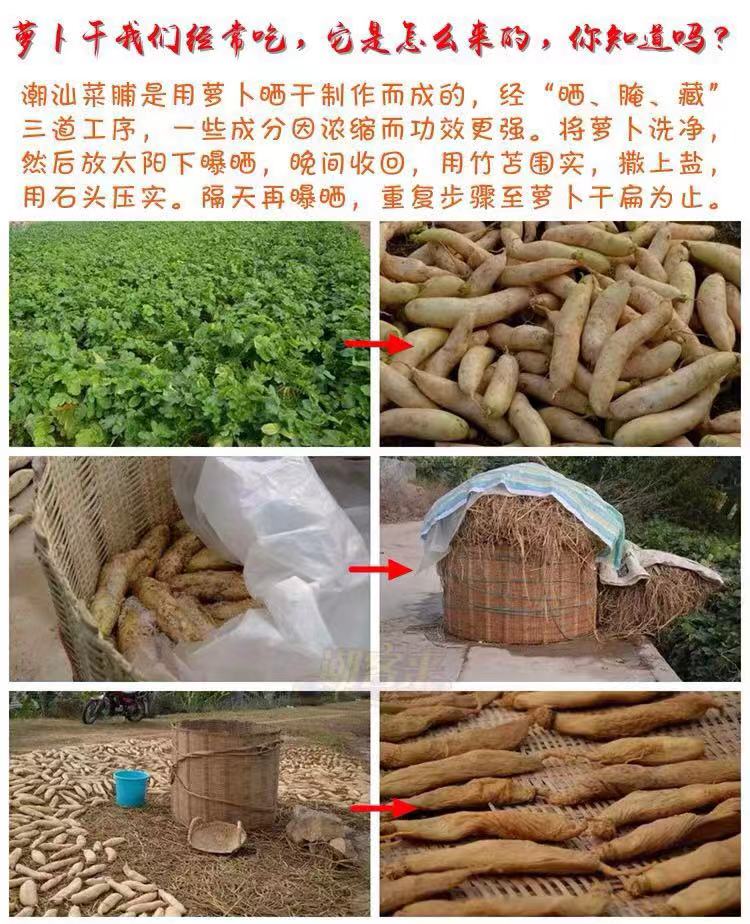 萝卜干我们经常吃，它是怎么来的，你知道吗？
潮汕菜脯是用萝卜晒干制作而成的，经“晒、腌、藏”
三道工序，一些成分因浓缩而功效更强。将萝卜洗净，
然后放太阳下曝晒，晚间收回，用竹苫围实，撒上盐，
用石头压实。隔天再曝晒，重复步骤至萝卜干扁为止。